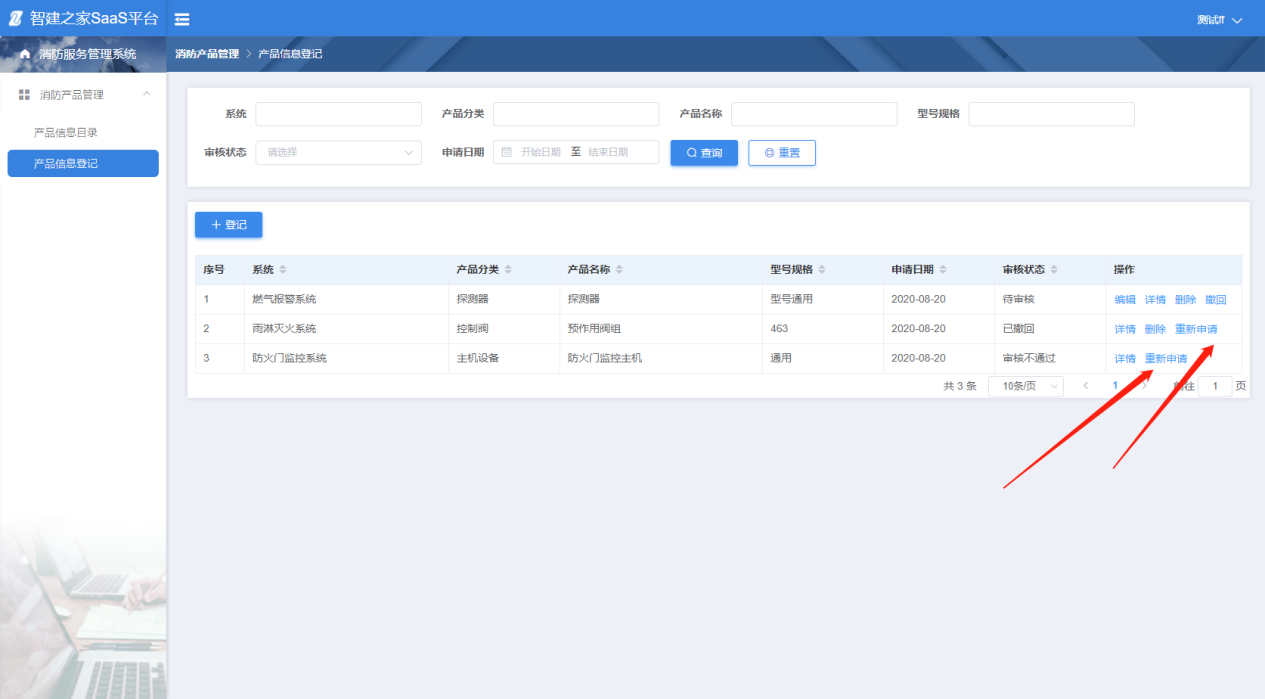 智建之家SaaS平台
测试ff
消防服务管理系统
消防产品管理 > 产品信息登记
消防产品管理
产品信息目录
产品信息登记
系统 产品分类 产品名称 型号规格
审核状态 请选择 申请日期 开始日期 至 结束日期 查询 重置
+ 登记
序号 系统 产品分类 产品名称 型号规格 申请日期 审核状态 操作
1 燃气报警系统 探测器 探测器 型号通用 2020-08-20 待审核 编辑 详情 删除 撤回
2 雨淋灭火系统 控制阀 预作用阀组 463 2020-08-20 已撤回 详情 删除 重新申请
3 防火门监控系统 主机设备 防火门监控主机 通用 2020-08-20 审核不通过 详情 重新申请
共 3 条 10条/页 < 1 > 前往 1 页